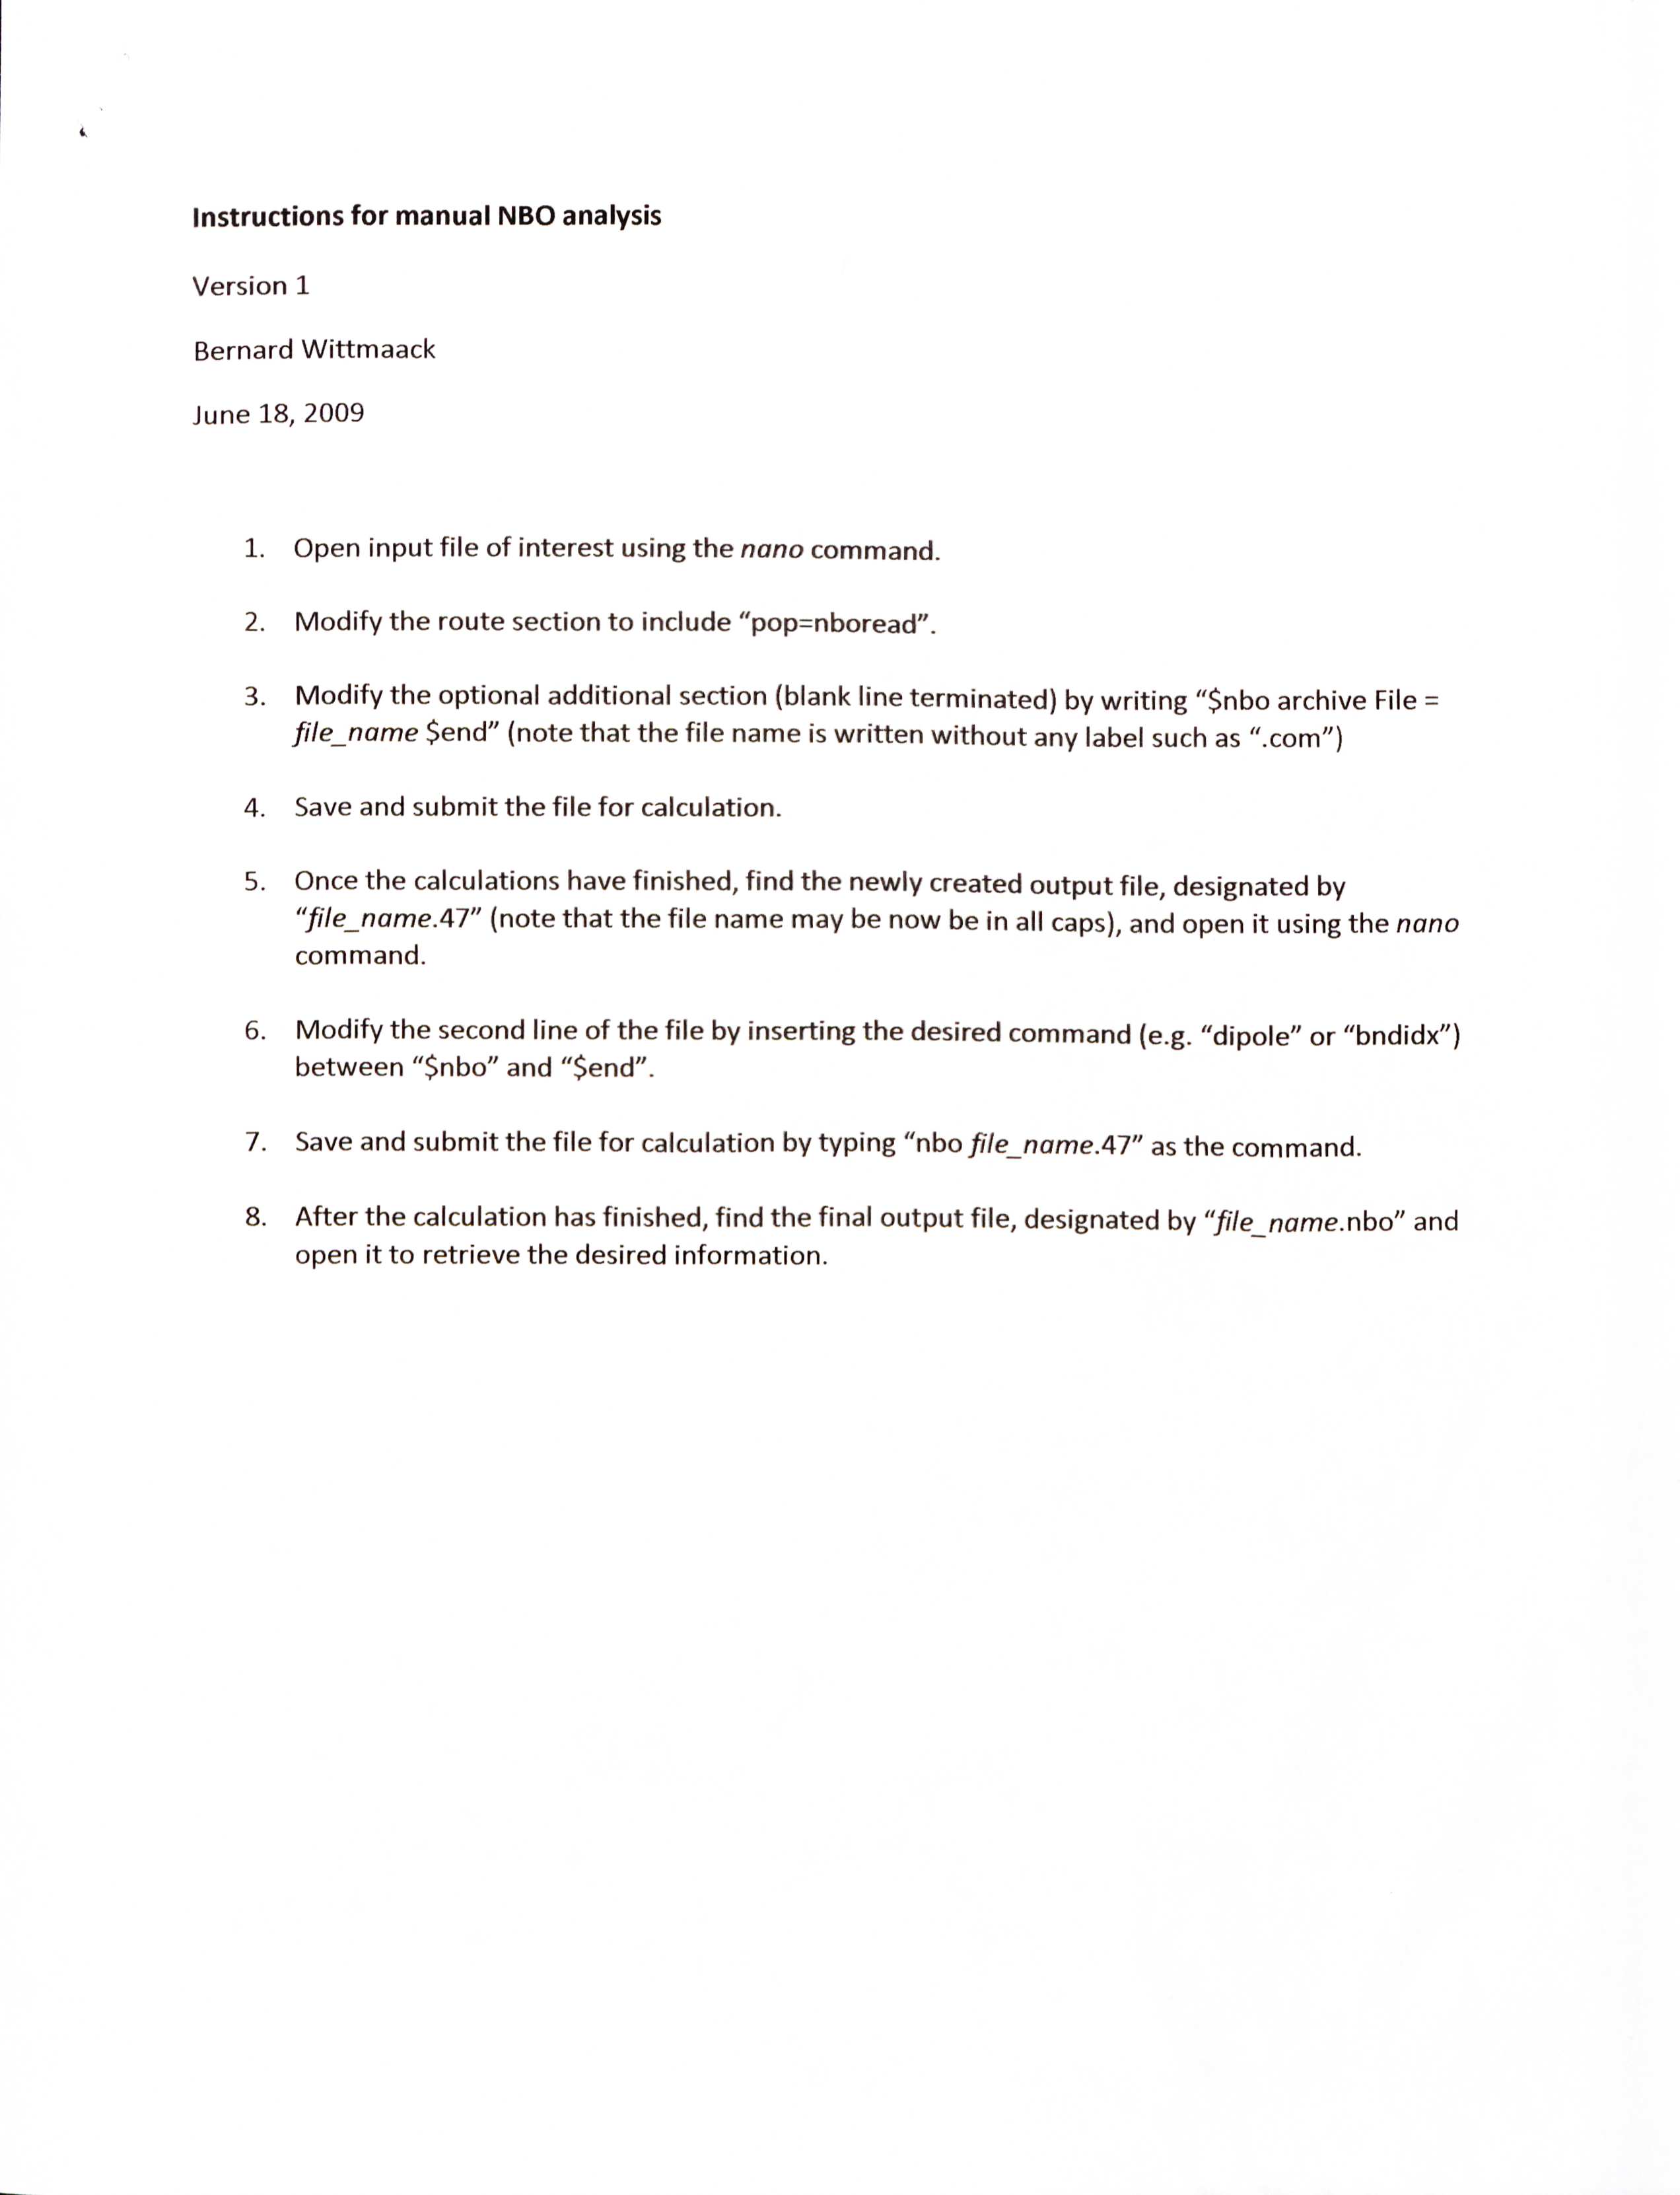 Instructions for manual NBO analysis
Version 1
Bernard Wittmaack
June 18, 2009
1. Open input file of interest using the nano command.
2. Modify the route section to include “pop=nboread”.
3. Modify the optional additional section (blank line terminated) by writing “$nbo archive File =
file_name $end” (note that the file name is written without any label such as “.com”)
4. Save and submit the file for calculation.
5. Once the calculations have finished, find the newly created output file, designated by
“file_name.47” (note that the file name may be now be in all caps), and open it using the nano
command.
6. Modify the second line of the file by inserting the desired command (e.g. “dipole” or “bndidx”)
between “$nbo” and “$end”.
7. Save and submit the file for calculation by typing “nbo file_name.47” as the command.
8. After the calculation has finished, find the final output file, designated by “file_name.nbo” and
open it to retrieve the desired information.